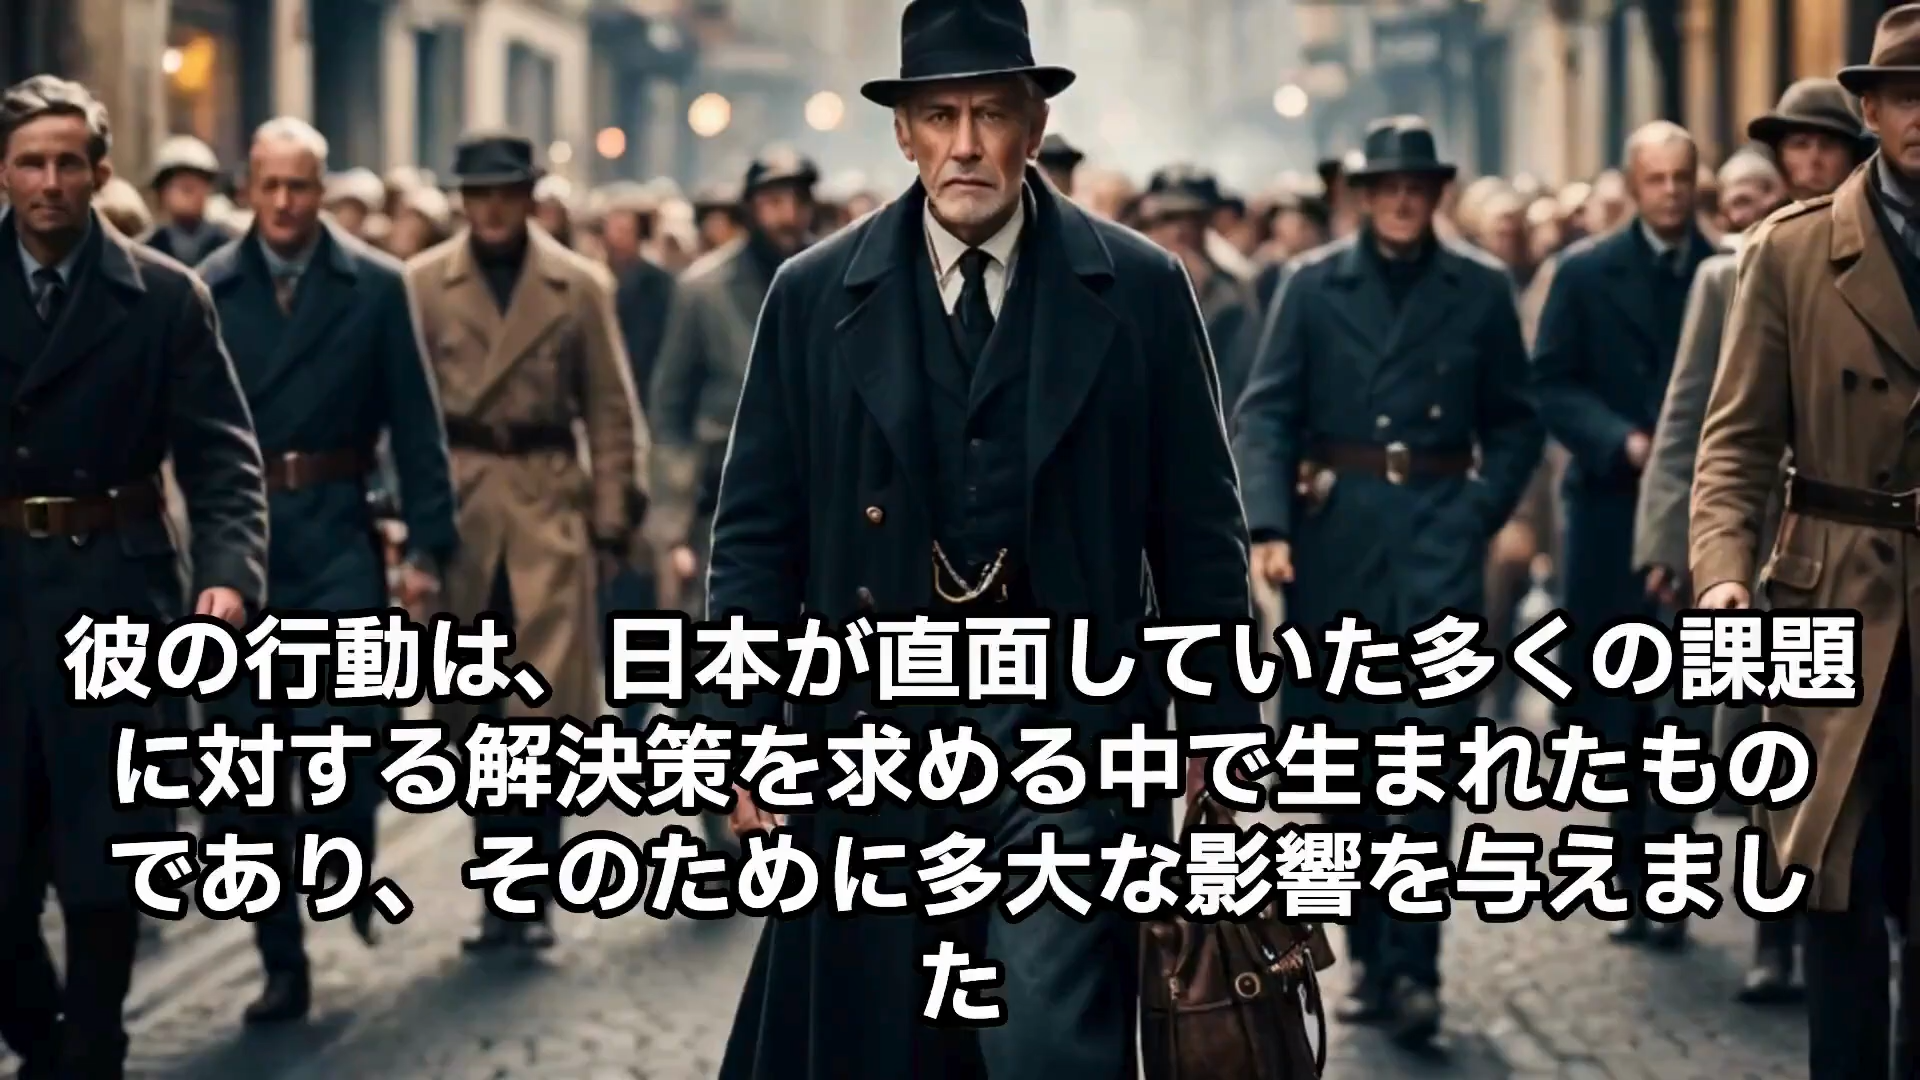 彼の行動は、日本が直面していた多くの課題
に対する解決策を求める中で生まれたもの
であり、そのために多大な影響を与えまし
た